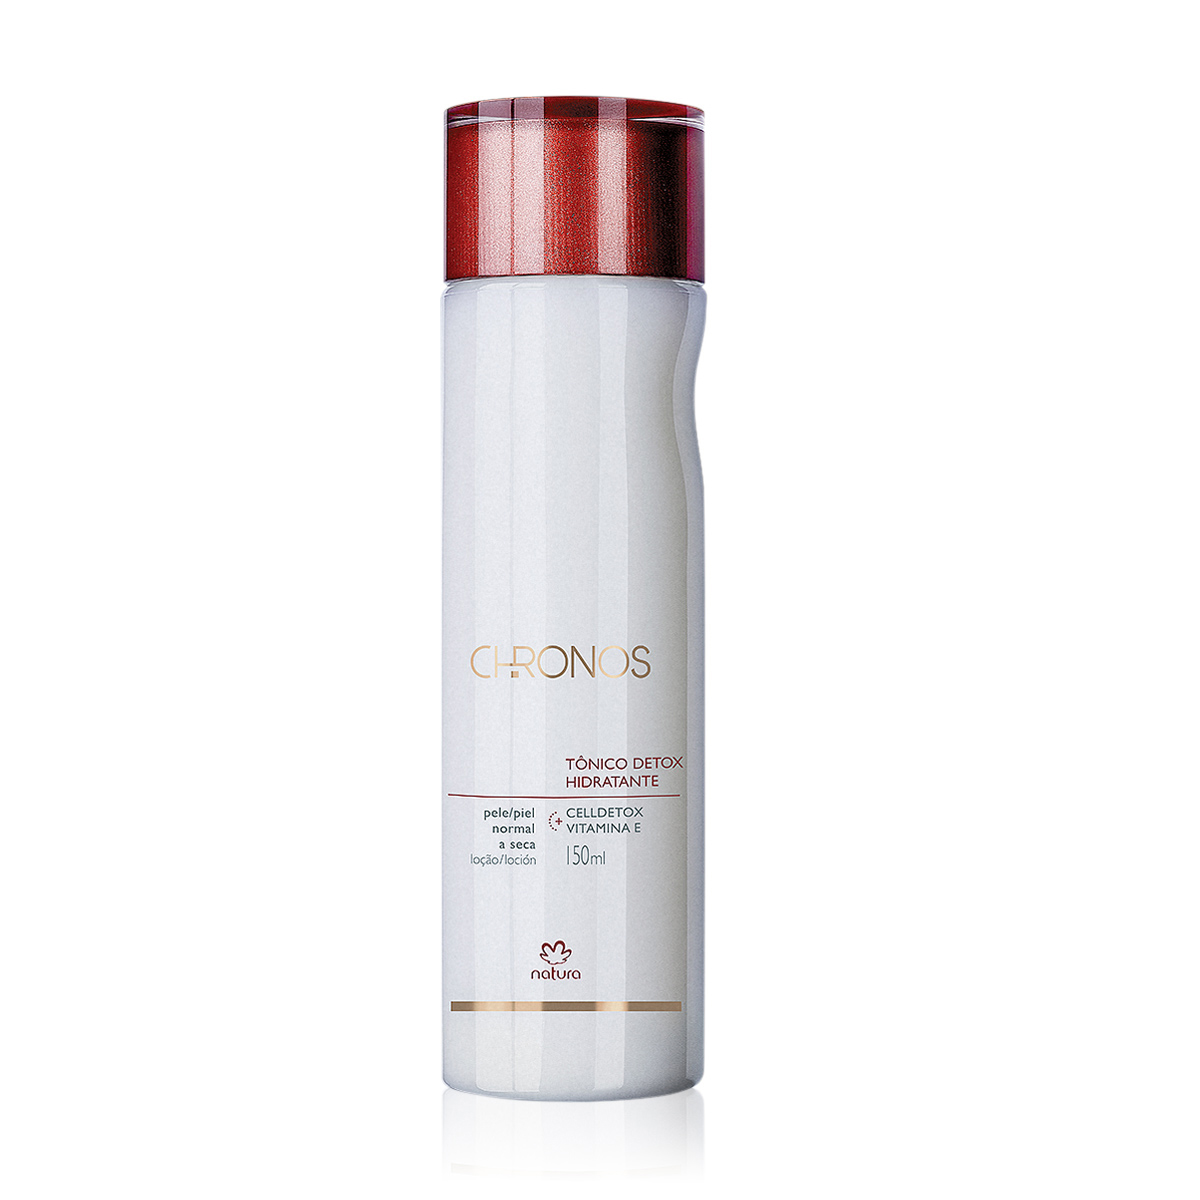 CHRONOS
TÔNICO DETOX
HIDRATANTE
pele/piel
normal
a seca
loção/loción
CELLDETOX
VITAMINA E
150ml
natura